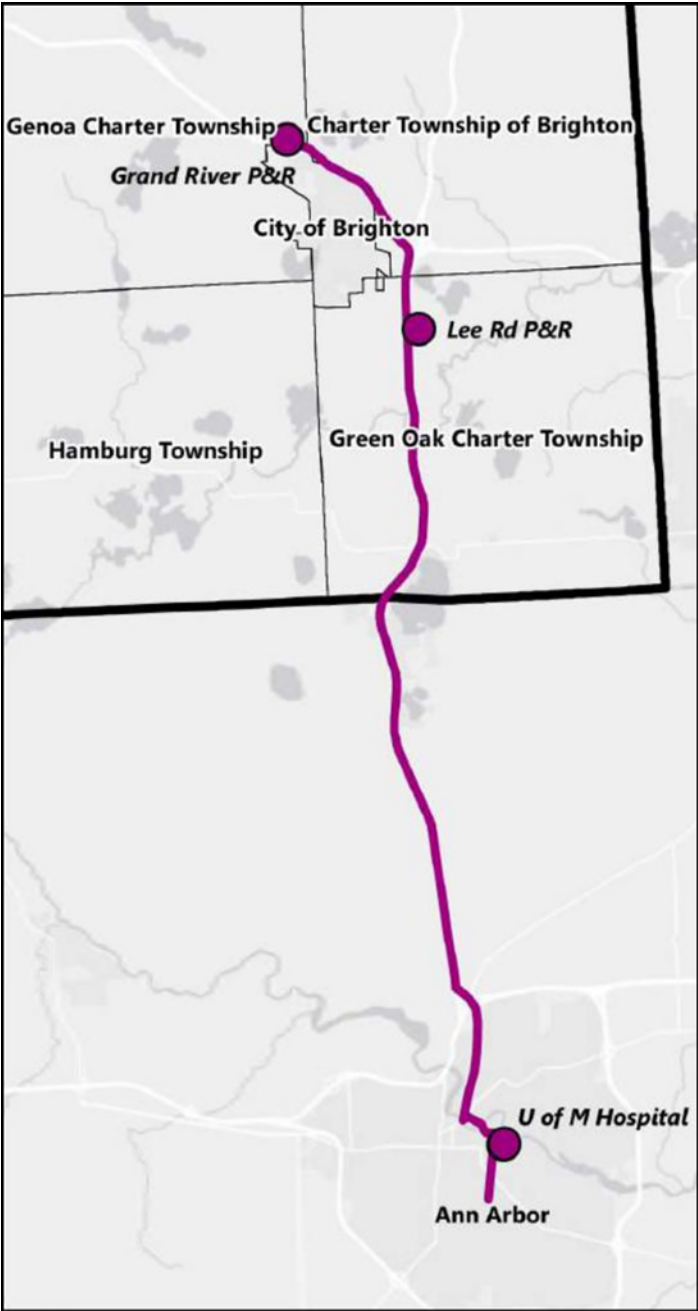 Genoa Charter Township
Charter Township of Brighton
Grand River P&R
City of Brighton
Lee Rd P&R
Green Oak Charter Township
Hamburg Township
U of M Hospital
Ann Arbor